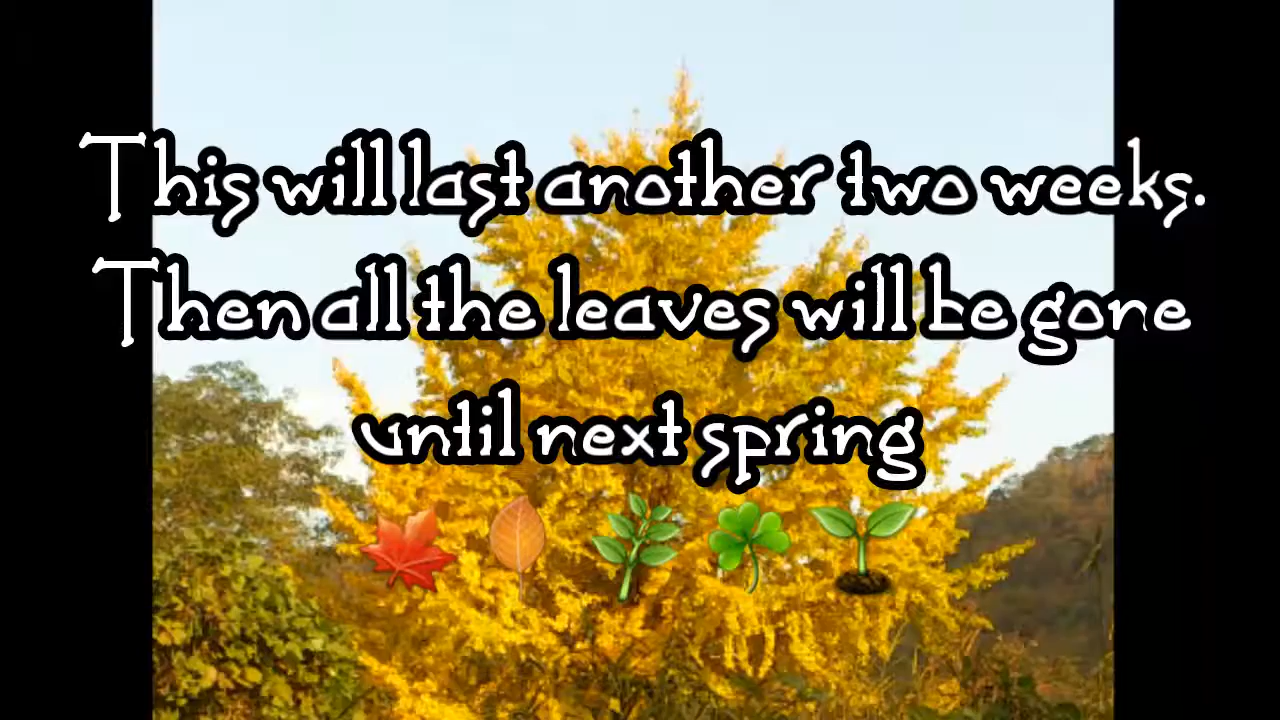 This will last another two weeks.
Then all the leaves will be gone
until next spring